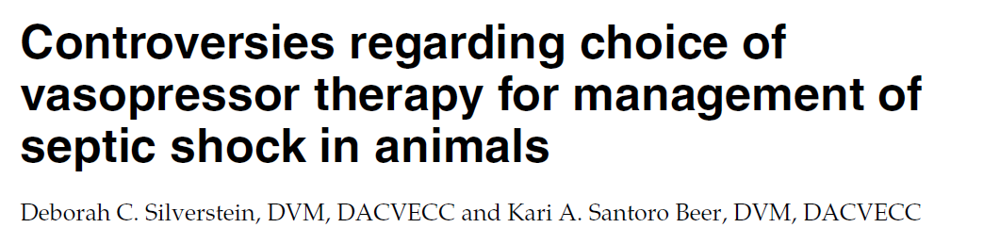 Controversies regarding choice of
vasopressor therapy for management of
septic shock in animals
Deborah C. Silverstein, DVM, DACVECC and Kari A. Santoro Beer, DVM, DACVECC